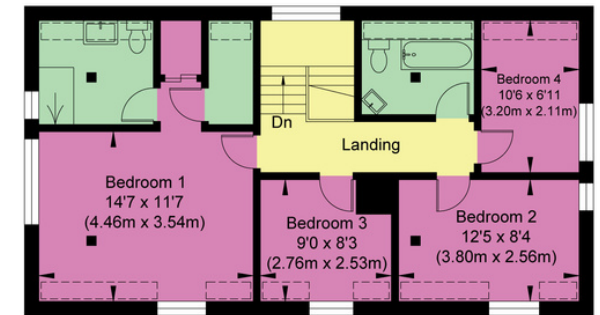 Bedroom 4
10'6 x 6'11
(3.20m x 2.11m)
Dn
Landing
Bedroom 1
14'7 x 11'7
(4.46m x 3.54m)
Bedroom 3
9'0 x 8'3
(2.76m x 2.53m)
Bedroom 2
12'5 x 8'4
(3.80m x 2.56m)